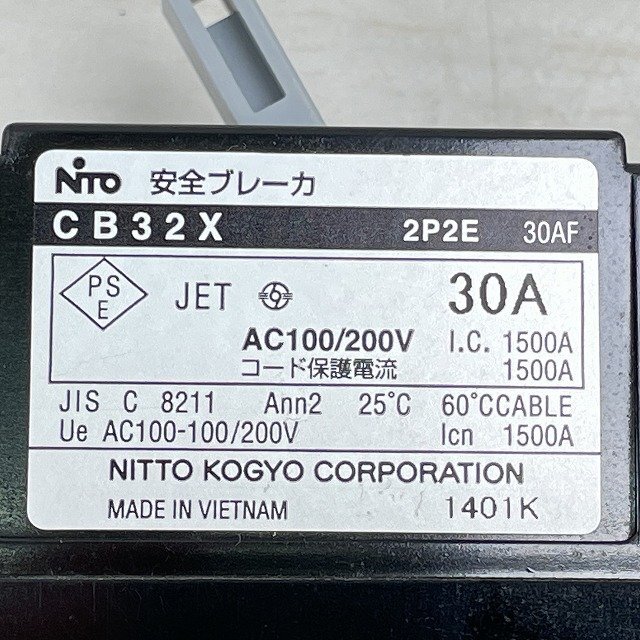 NiTO 安全ブレーカ
CB32X 2P2E 30AF
PS E JET 30A
AC100/200V I.C. 1500A
コード保護電流 1500A
JIS C 8211 Ann2 25℃ 60℃CABLE
Ue AC100-100/200V Icn 1500A
NITTO KOGYO CORPORATION
MADE IN VIETNAM 1401K